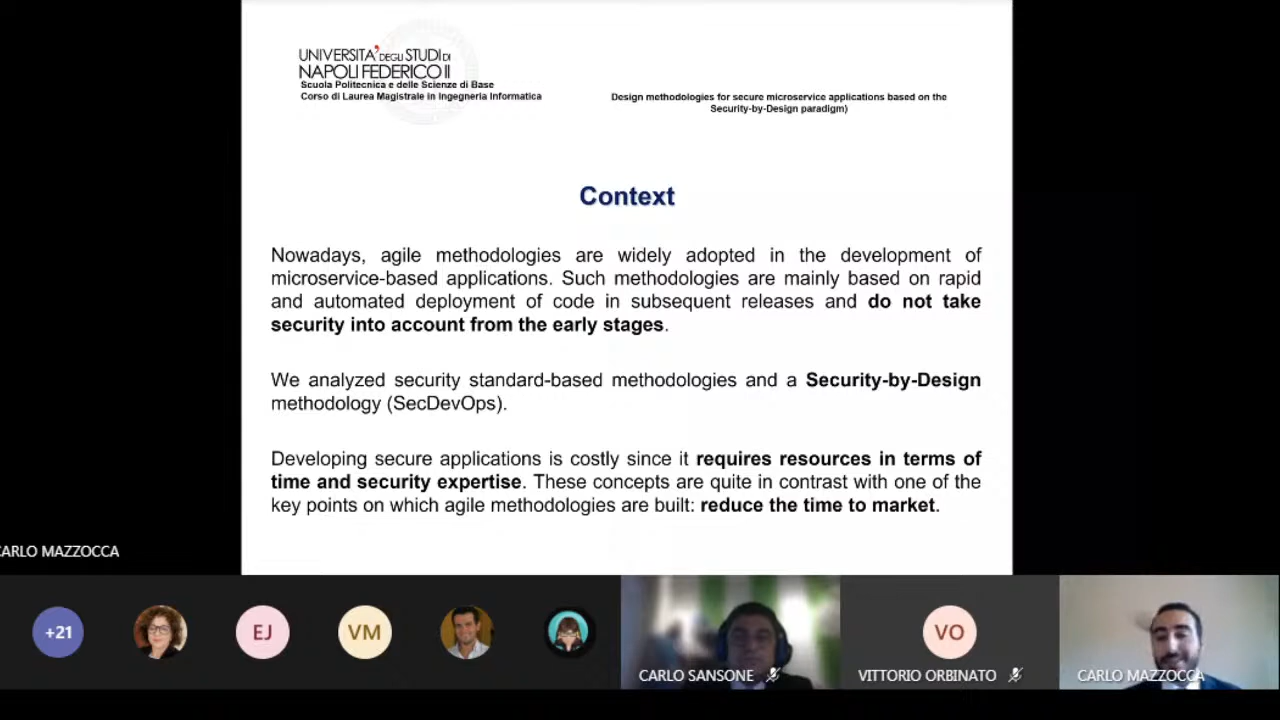 UNIVERSITA' DEGLI STUDI DI
NAPOLI FEDERICO II
Scuola Politecnica e delle Scienze di Base
Corso di Laurea Magistrale in Ingegneria Informatica
Design methodologies for secure microservice applications based on the
Security-by-Design paradigm)
Context
Nowadays, agile methodologies are widely adopted in the development of
microservice-based applications. Such methodologies are mainly based on rapid
and automated deployment of code in subsequent releases and do not take
security into account from the early stages.
We analyzed security standard-based methodologies and a Security-by-Design
methodology (SecDevOps).
Developing secure applications is costly since it requires resources in terms of
time and security expertise. These concepts are quite in contrast with one of the
key points on which agile methodologies are built: reduce the time to market.
CARLO MAZZOCCA
+21
EJ
VM
VO
CARLO SANSONE
VITTORIO ORBINATO
CARLO MAZZOCCA